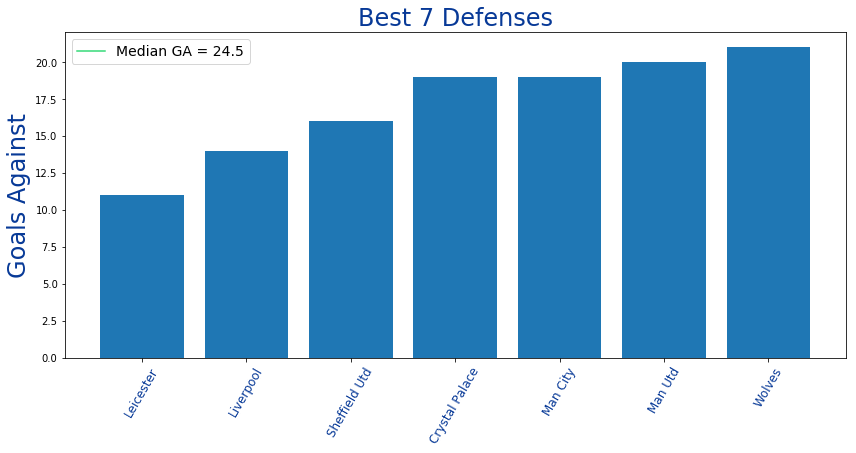 Best 7 Defenses
Median GA = 24.5
Goals Against
20.0
17.5
15.0
12.5
10.0
7.5
5.0
2.5
0.0
Leicester
Liverpool
Sheffield Utd
Crystal Palace
Man City
Man Utd
Wolves